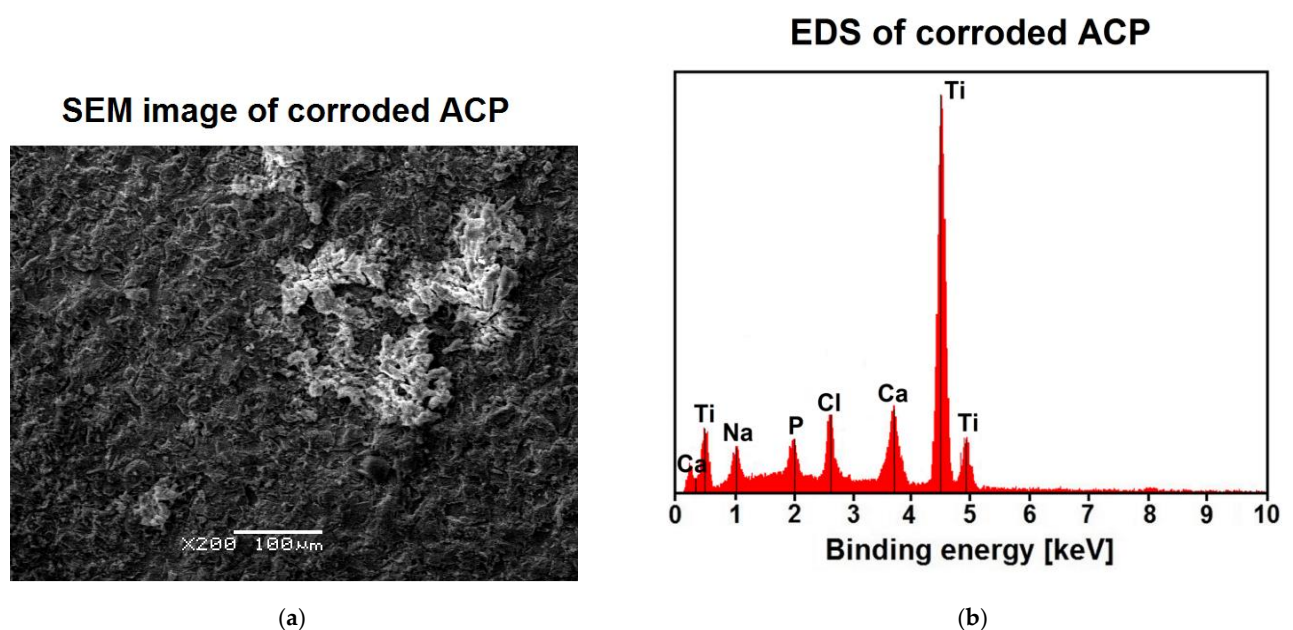 SEM image of corroded ACP
X200 100μm
(a)
EDS of corroded ACP
Ti
Ca
Ti
Na
P
Cl
Ca
Ti
0 1 2 3 4 5 6 7 8 9 10
Binding energy [keV]
(b)